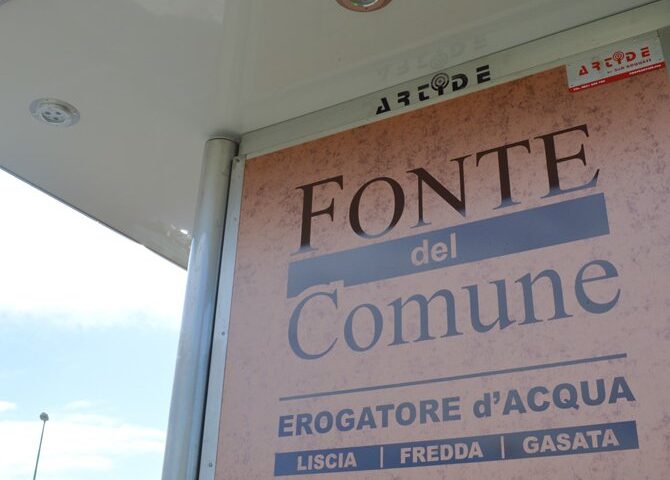 ARTIDE
ARTIDE
FONTE
del
Comune
EROGATORE d'ACQUA
LISCIA | FREDDA | GASATA